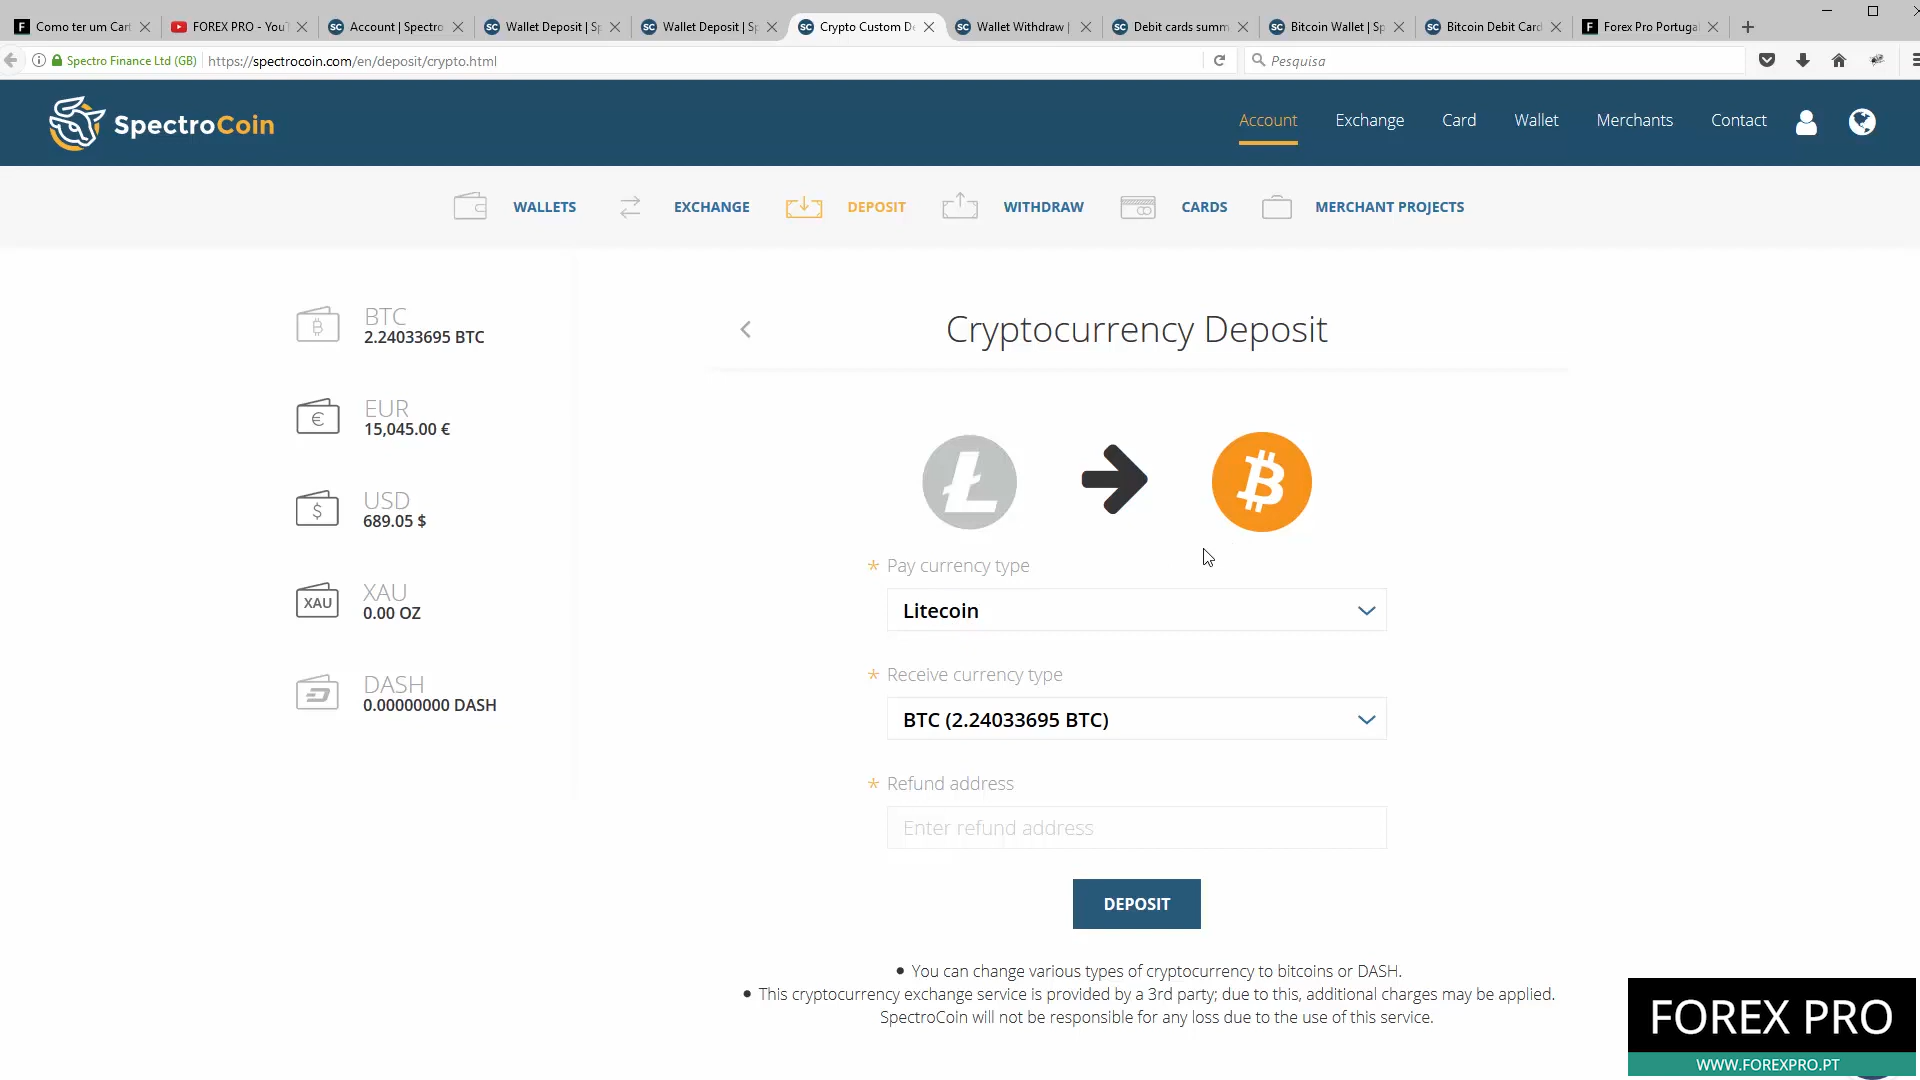 Como ter um Cart
FOREX PRO - YouT
Account | Spectro
Wallet Deposit | Sp
Wallet Deposit | Sp
Crypto Custom De
Wallet Withdraw |
Debit cards summ
Bitcoin Wallet | Sp
Bitcoin Debit Card
Forex Pro Portugal
Spectro Finance Ltd (GB)
https://spectrocoin.com/en/deposit/crypto.html
Pesquisa
SpectroCoin
Account
Exchange
Card
Wallet
Merchants
Contact
WALLETS
EXCHANGE
DEPOSIT
WITHDRAW
CARDS
MERCHANT PROJECTS
BTC
2.24033695 BTC
EUR
15,045.00 €
USD
689.05 $
XAU
XAU
0.00 OZ
DASH
0.00000000 DASH
Cryptocurrency Deposit
* Pay currency type
Litecoin
* Receive currency type
BTC (2.24033695 BTC)
* Refund address
Enter refund address
DEPOSIT
• You can change various types of cryptocurrency to bitcoins or DASH.
• This cryptocurrency exchange service is provided by a 3rd party; due to this, additional charges may be applied.
SpectroCoin will not be responsible for any loss due to the use of this service.
FOREX PRO
WWW.FOREXPRO.PT